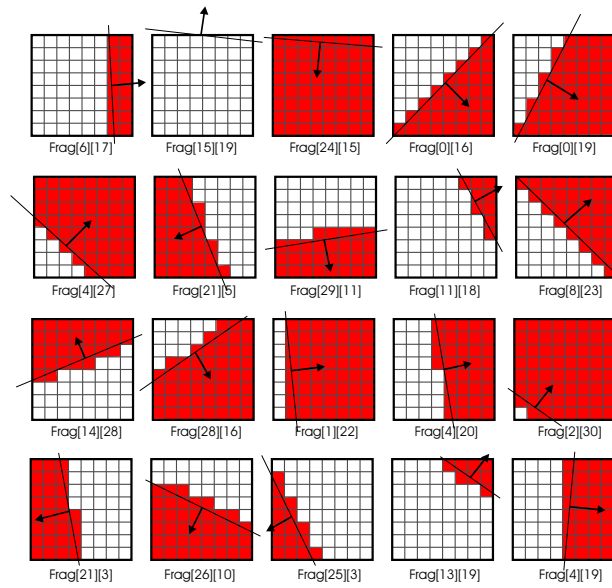 Frag[6][17] Frag[15][19] Frag[24][15] Frag[0][16] Frag[0][19]
Frag[4][27] Frag[21][5] Frag[29][11] Frag[11][18] Frag[8][23]
Frag[14][28] Frag[28][16] Frag[1][22] Frag[4][20] Frag[2][30]
Frag[21][3] Frag[26][10] Frag[25][3] Frag[13][19] Frag[4][19]